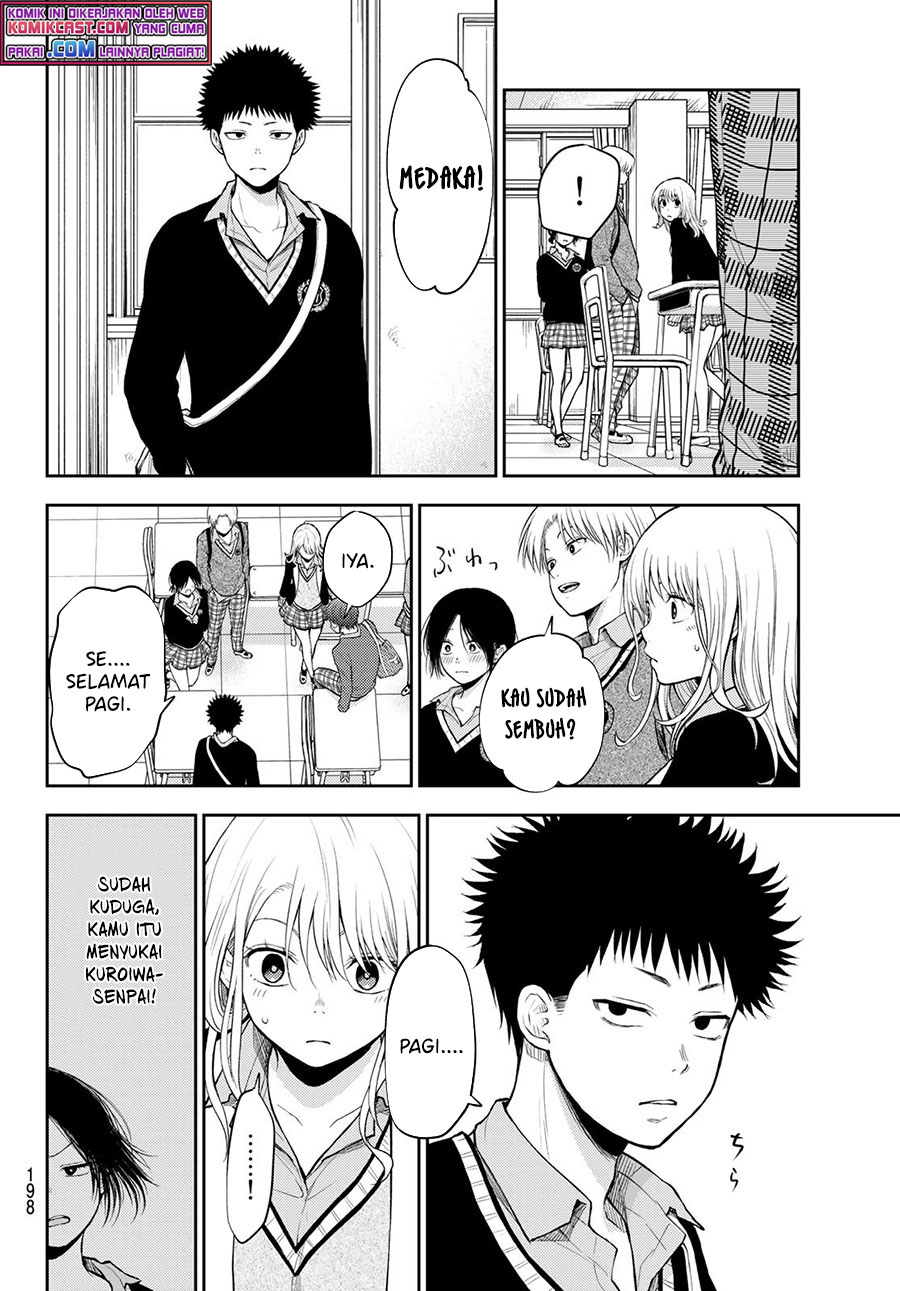 KOMIK INI DIKERJAKAN OLEH WEB
KOMIKCAST.COM YANG CUMA
PAKAI .COM LAINNYA PLAGIAT!
!
MEDAKA!
KAU SUDAH
SEMBUH?
ぶわっ
IYA.
SE....
SELAMAT
PAGI.
PAGI....
ちら
........
SUDAH
KUDUGA,
KAMU ITU
MENYUKAI
KUROIWA-
SENPAI!
198